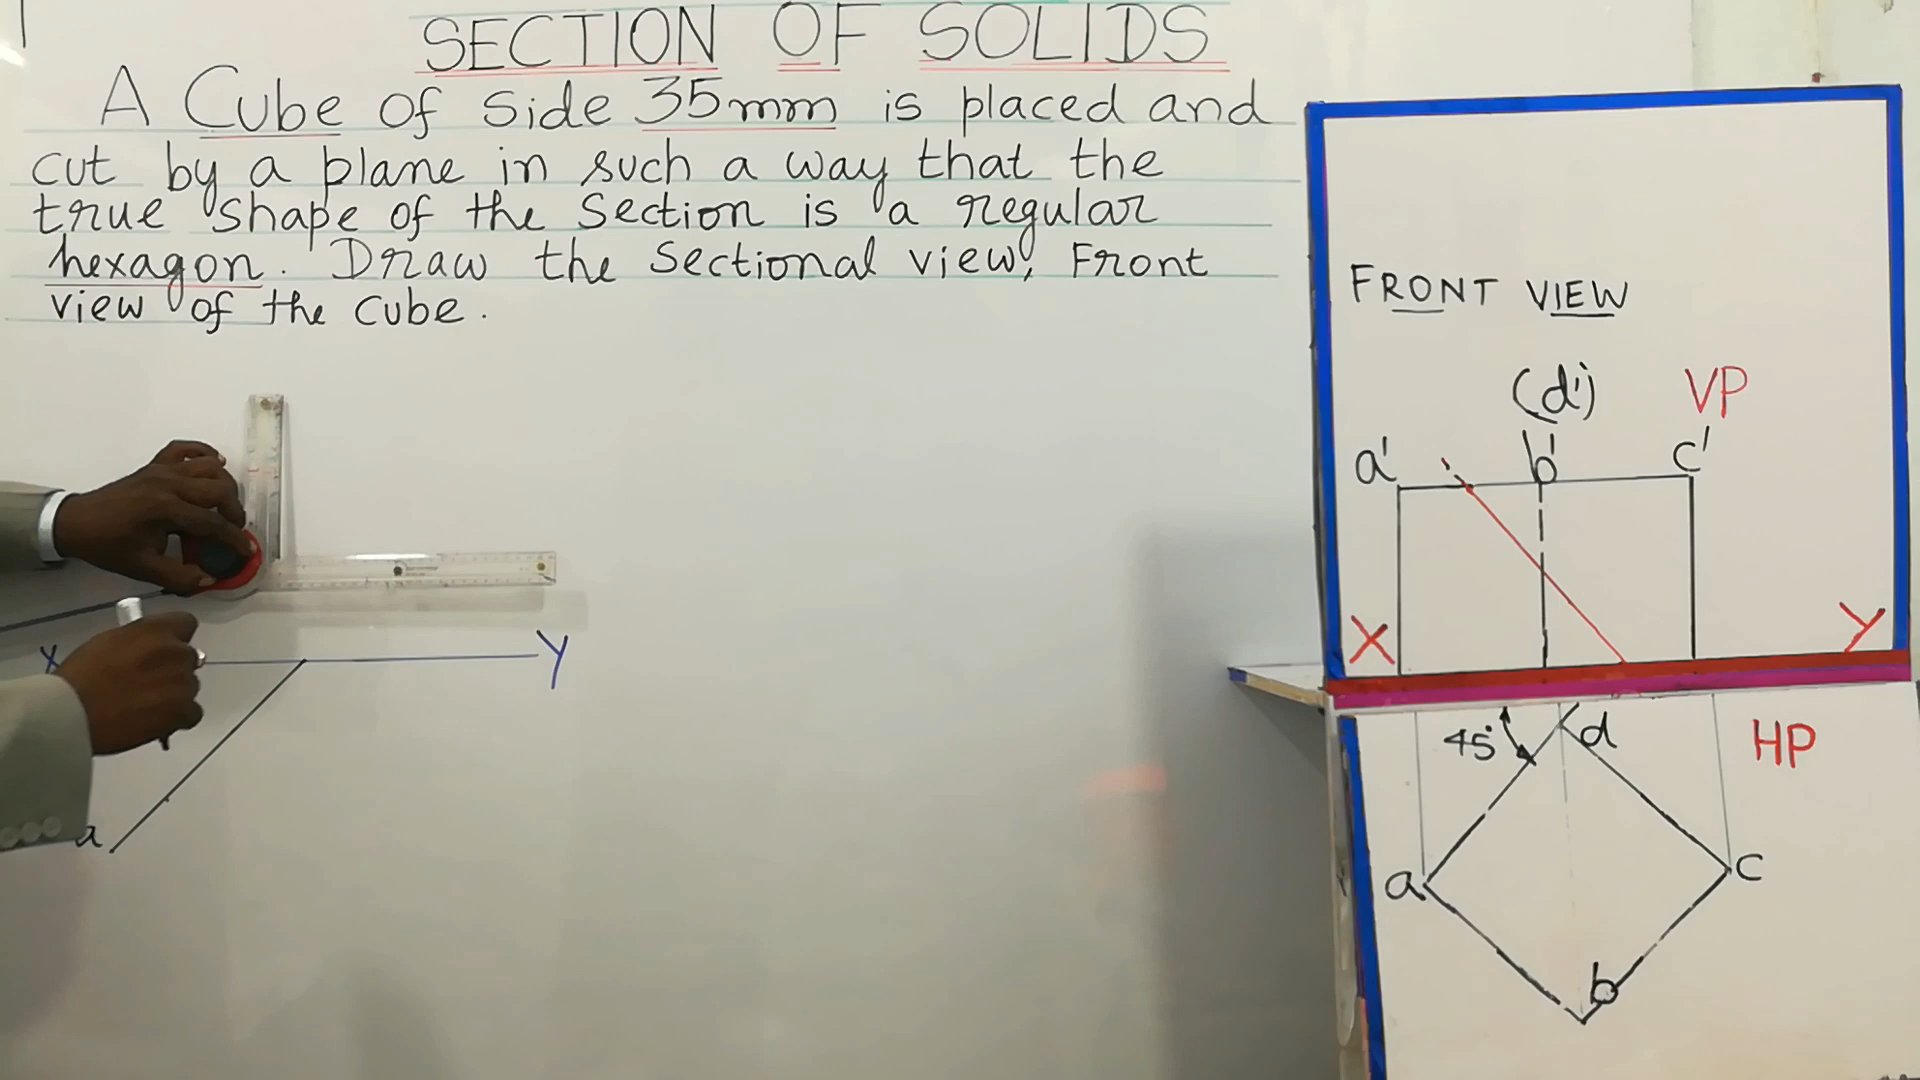 SECTION OF SOLIDS
A Cube of side 35mm is placed and
cut by a plane in such a way that the
true shape of the section is a regular
hexagon. Draw the sectional view, Front
view of the cube.
FRONT VIEW
(d')
VP
a'
b'
c'
X
Y
X
Y
45°
d
HP
a
a
c
b